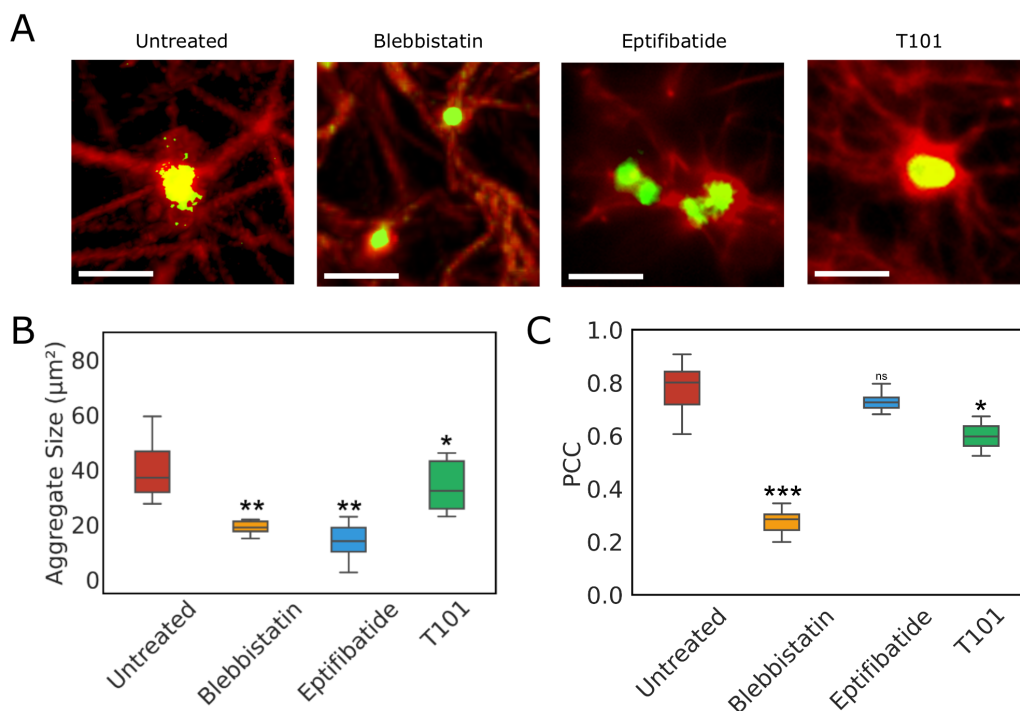 A
Untreated
Blebbistatin
Eptifibatide
T101
B
Aggregate Size (µm²)
80
60
40
20
0
**
**
*
Untreated
Blebbistatin
Eptifibatide
T101
C
PCC
1.0
0.8
0.6
0.4
0.2
0.0
***
ns
*
Untreated
Blebbistatin
Eptifibatide
T101